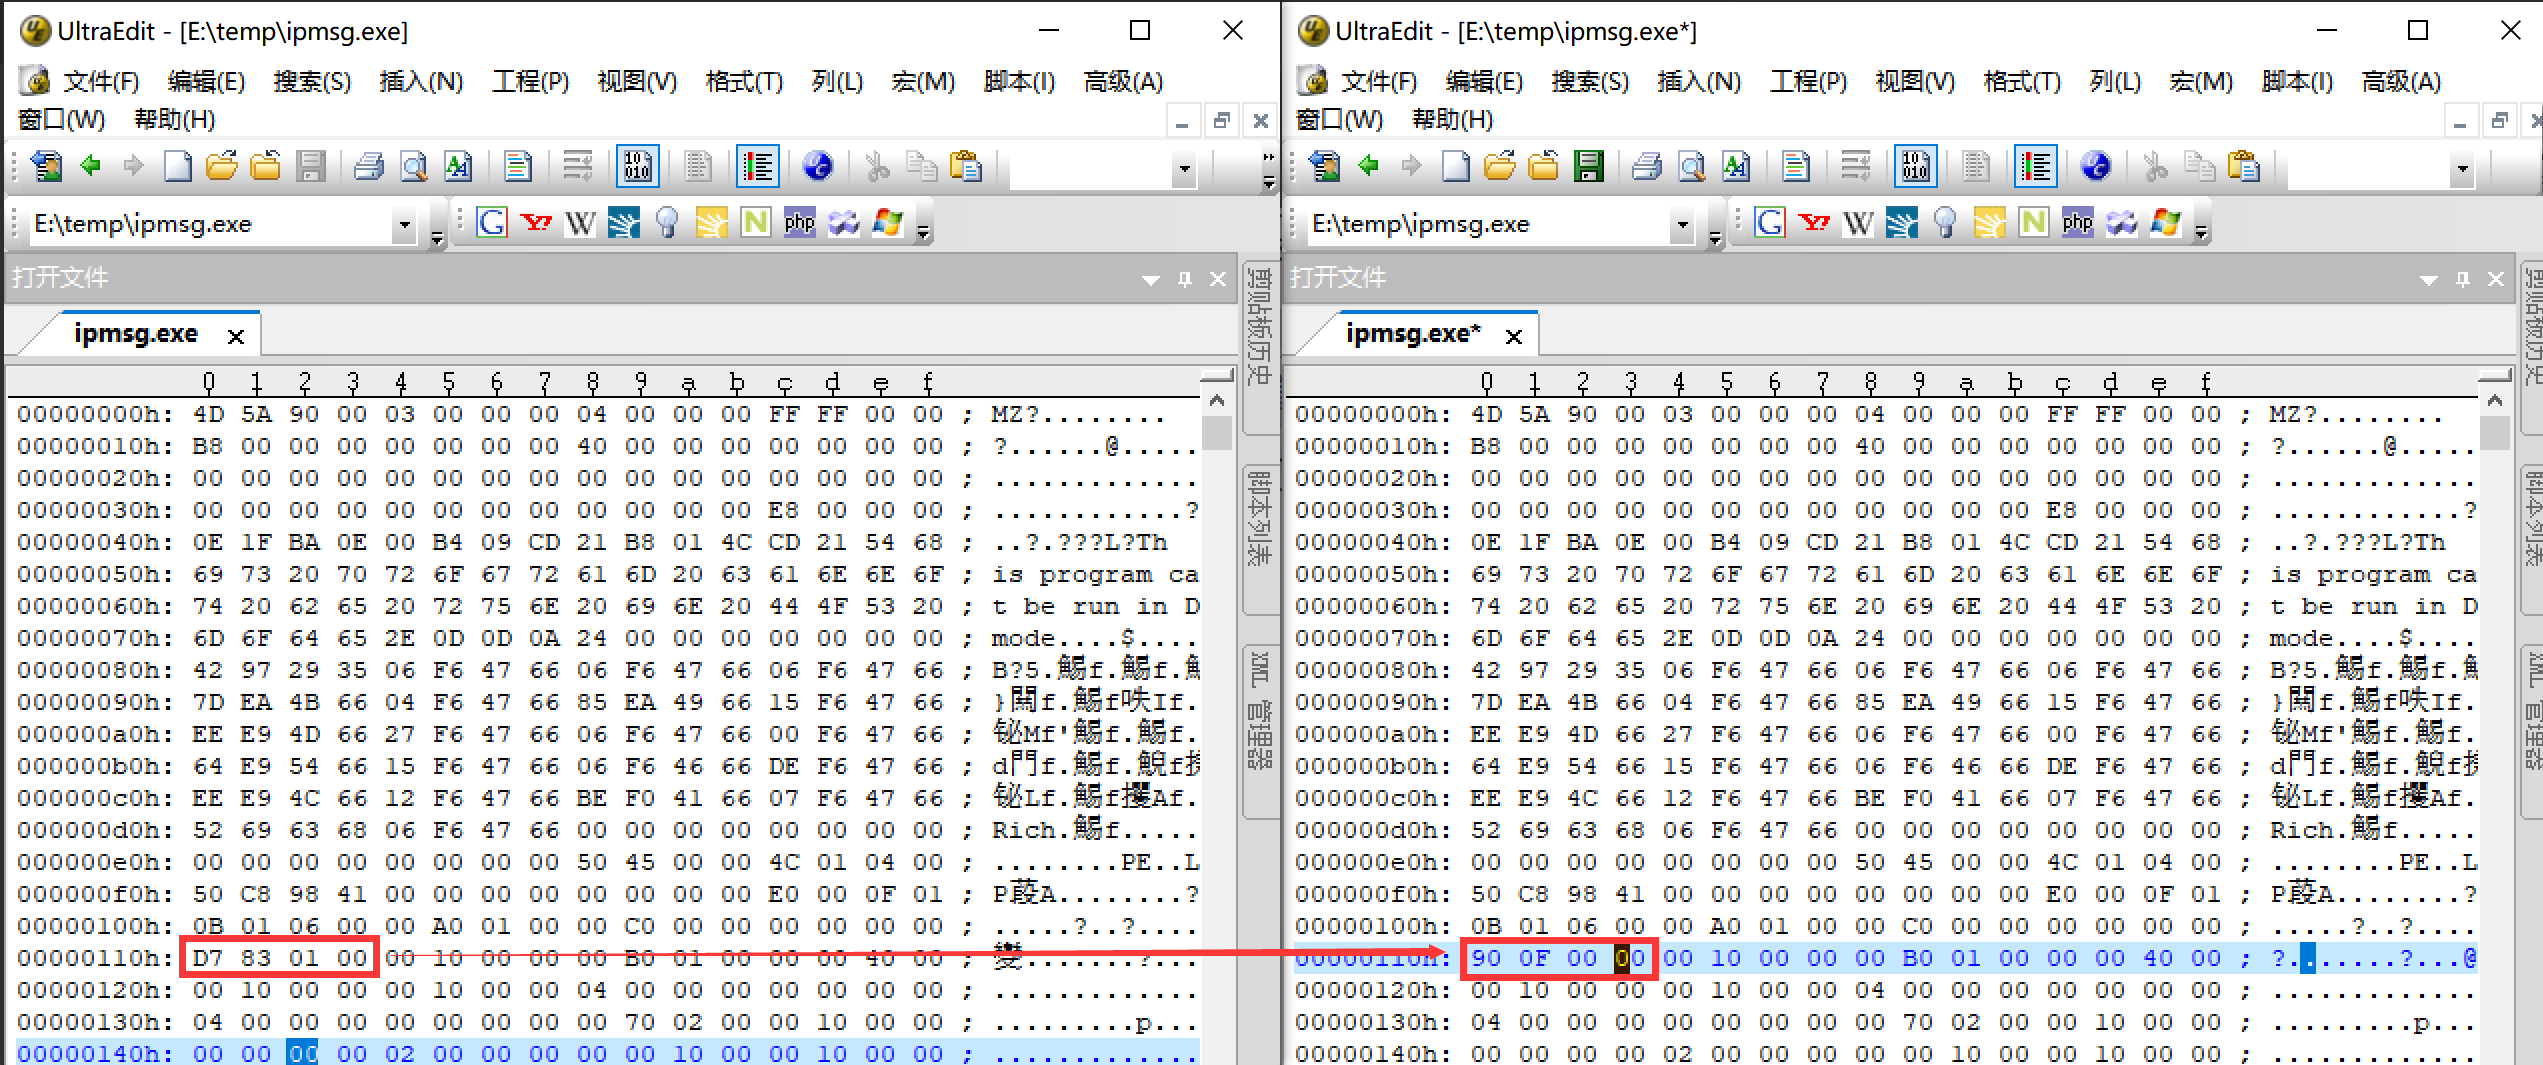 UltraEdit - [E:\temp\ipmsg.exe]
文件(F) 编辑(E) 搜索(S) 插入(N) 工程(P) 视图(V) 格式(T) 列(L) 宏(M) 脚本(I) 高级(A)
窗口(W) 帮助(H)
E:\temp\ipmsg.exe
打开文件
ipmsg.exe
0 1 2 3 4 5 6 7 8 9 a b c d e f
00000000h: 4D 5A 90 00 03 00 00 00 04 00 00 00 FF FF 00 00 ; MZ?.........
00000010h: B8 00 00 00 00 00 00 00 40 00 00 00 00 00 00 00 ; ?.......@.....
00000020h: 00 00 00 00 00 00 00 00 00 00 00 00 00 00 00 00 ; ..............
00000030h: 00 00 00 00 00 00 00 00 00 00 00 00 E8 00 00 00 ; ............?
00000040h: 0E 1F BA 0E 00 B4 09 CD 21 B8 01 4C CD 21 54 68 ; ..?.???L?Th
00000050h: 69 73 20 70 72 6F 67 72 61 6D 20 63 61 6E 6E 6F ; is program ca
00000060h: 74 20 62 65 20 72 75 6E 20 69 6E 20 44 4F 53 20 ; t be run in D
00000070h: 6D 6F 64 65 2E 0D 0D 0A 24 00 00 00 00 00 00 00 ; mode....$....
00000080h: 42 97 29 35 06 F6 47 66 06 F6 47 66 06 F6 47 66 ; B?5.鯣f.鯣f.
00000090h: 7D EA 4B 66 04 F6 47 66 85 EA 49 66 15 F6 47 66 ; }闗f.鯣f呹If.
000000a0h: EE E9 4D 66 27 F6 47 66 06 F6 47 66 00 F6 47 66 ; 铋Mf'鯣f.鯣f.
000000b0h: 64 E9 54 66 15 F6 47 66 06 F6 46 66 DE F6 47 66 ; d門f.鯣f.鯢f
000000c0h: EE E9 4C 66 12 F6 47 66 BE F0 41 66 07 F6 47 66 ; 铋Lf.鯣f攫Af.
000000d0h: 52 69 63 68 06 F6 47 66 00 00 00 00 00 00 00 00 ; Rich.鯣f.....
000000e0h: 00 00 00 00 00 00 00 00 50 45 00 00 4C 01 04 00 ; ........PE..L
000000f0h: 50 C8 98 41 00 00 00 00 00 00 00 00 E0 00 0F 01 ; P葮A........?
00000100h: 0B 01 06 00 00 A0 01 00 00 C0 00 00 00 00 00 00 ; .....?..?....
00000110h: D7 83 01 00 00 10 00 00 00 B0 01 00 00 00 40 00 ; 變.......?...
00000120h: 00 10 00 00 00 10 00 00 04 00 00 00 00 00 00 00 ; .............
00000130h: 04 00 00 00 00 00 00 00 00 70 02 00 00 10 00 00 ; .........p...
00000140h: 00 00 00 00 02 00 00 00 00 00 10 00 00 10 00 00 ; .............
剪贴板历史
脚本列表
XML 管理器
UltraEdit - [E:\temp\ipmsg.exe*]
文件(F) 编辑(E) 搜索(S) 插入(N) 工程(P) 视图(V) 格式(T) 列(L) 宏(M) 脚本(I) 高级(A)
窗口(W) 帮助(H)
E:\temp\ipmsg.exe
打开文件
ipmsg.exe*
0 1 2 3 4 5 6 7 8 9 a b c d e f
00000000h: 4D 5A 90 00 03 00 00 00 04 00 00 00 FF FF 00 00 ; MZ?.........
00000010h: B8 00 00 00 00 00 00 00 40 00 00 00 00 00 00 00 ; ?.......@.....
00000020h: 00 00 00 00 00 00 00 00 00 00 00 00 00 00 00 00 ; .............
00000030h: 00 00 00 00 00 00 00 00 00 00 00 00 E8 00 00 00 ; ............?
00000040h: 0E 1F BA 0E 00 B4 09 CD 21 B8 01 4C CD 21 54 68 ; ..?.???L?Th
00000050h: 69 73 20 70 72 6F 67 72 61 6D 20 63 61 6E 6E 6F ; is program ca
00000060h: 74 20 62 65 20 72 75 6E 20 69 6E 20 44 4F 53 20 ; t be run in D
00000070h: 6D 6F 64 65 2E 0D 0D 0A 24 00 00 00 00 00 00 00 ; mode....$....
00000080h: 42 97 29 35 06 F6 47 66 06 F6 47 66 06 F6 47 66 ; B?5.鯣f.鯣f.
00000090h: 7D EA 4B 66 04 F6 47 66 85 EA 49 66 15 F6 47 66 ; }闗f.鯣f呹If.
000000a0h: EE E9 4D 66 27 F6 47 66 06 F6 47 66 00 F6 47 66 ; 铋Mf'鯣f.鯣f.
000000b0h: 64 E9 54 66 15 F6 47 66 06 F6 46 66 DE F6 47 66 ; d門f.鯣f.鯢f
000000c0h: EE E9 4C 66 12 F6 47 66 BE F0 41 66 07 F6 47 66 ; 铋Lf.鯣f攫Af.
000000d0h: 52 69 63 68 06 F6 47 66 00 00 00 00 00 00 00 00 ; Rich.鯣f.....
000000e0h: 00 00 00 00 00 00 00 00 50 45 00 00 4C 01 04 00 ; ........PE..L
000000f0h: 50 C8 98 41 00 00 00 00 00 00 00 00 E0 00 0F 01 ; P葮A........?
00000100h: 0B 01 06 00 00 A0 01 00 00 C0 00 00 00 00 00 00 ; .....?..?....
00000110h: 90 0F 00 00 00 10 00 00 00 B0 01 00 00 00 40 00 ; ?.......?...@
00000120h: 00 10 00 00 00 10 00 00 04 00 00 00 00 00 00 00 ; .............
00000130h: 04 00 00 00 00 00 00 00 00 70 02 00 00 10 00 00 ; .........p...
00000140h: 00 00 00 00 02 00 00 00 00 00 10 00 00 10 00 00 ; .............